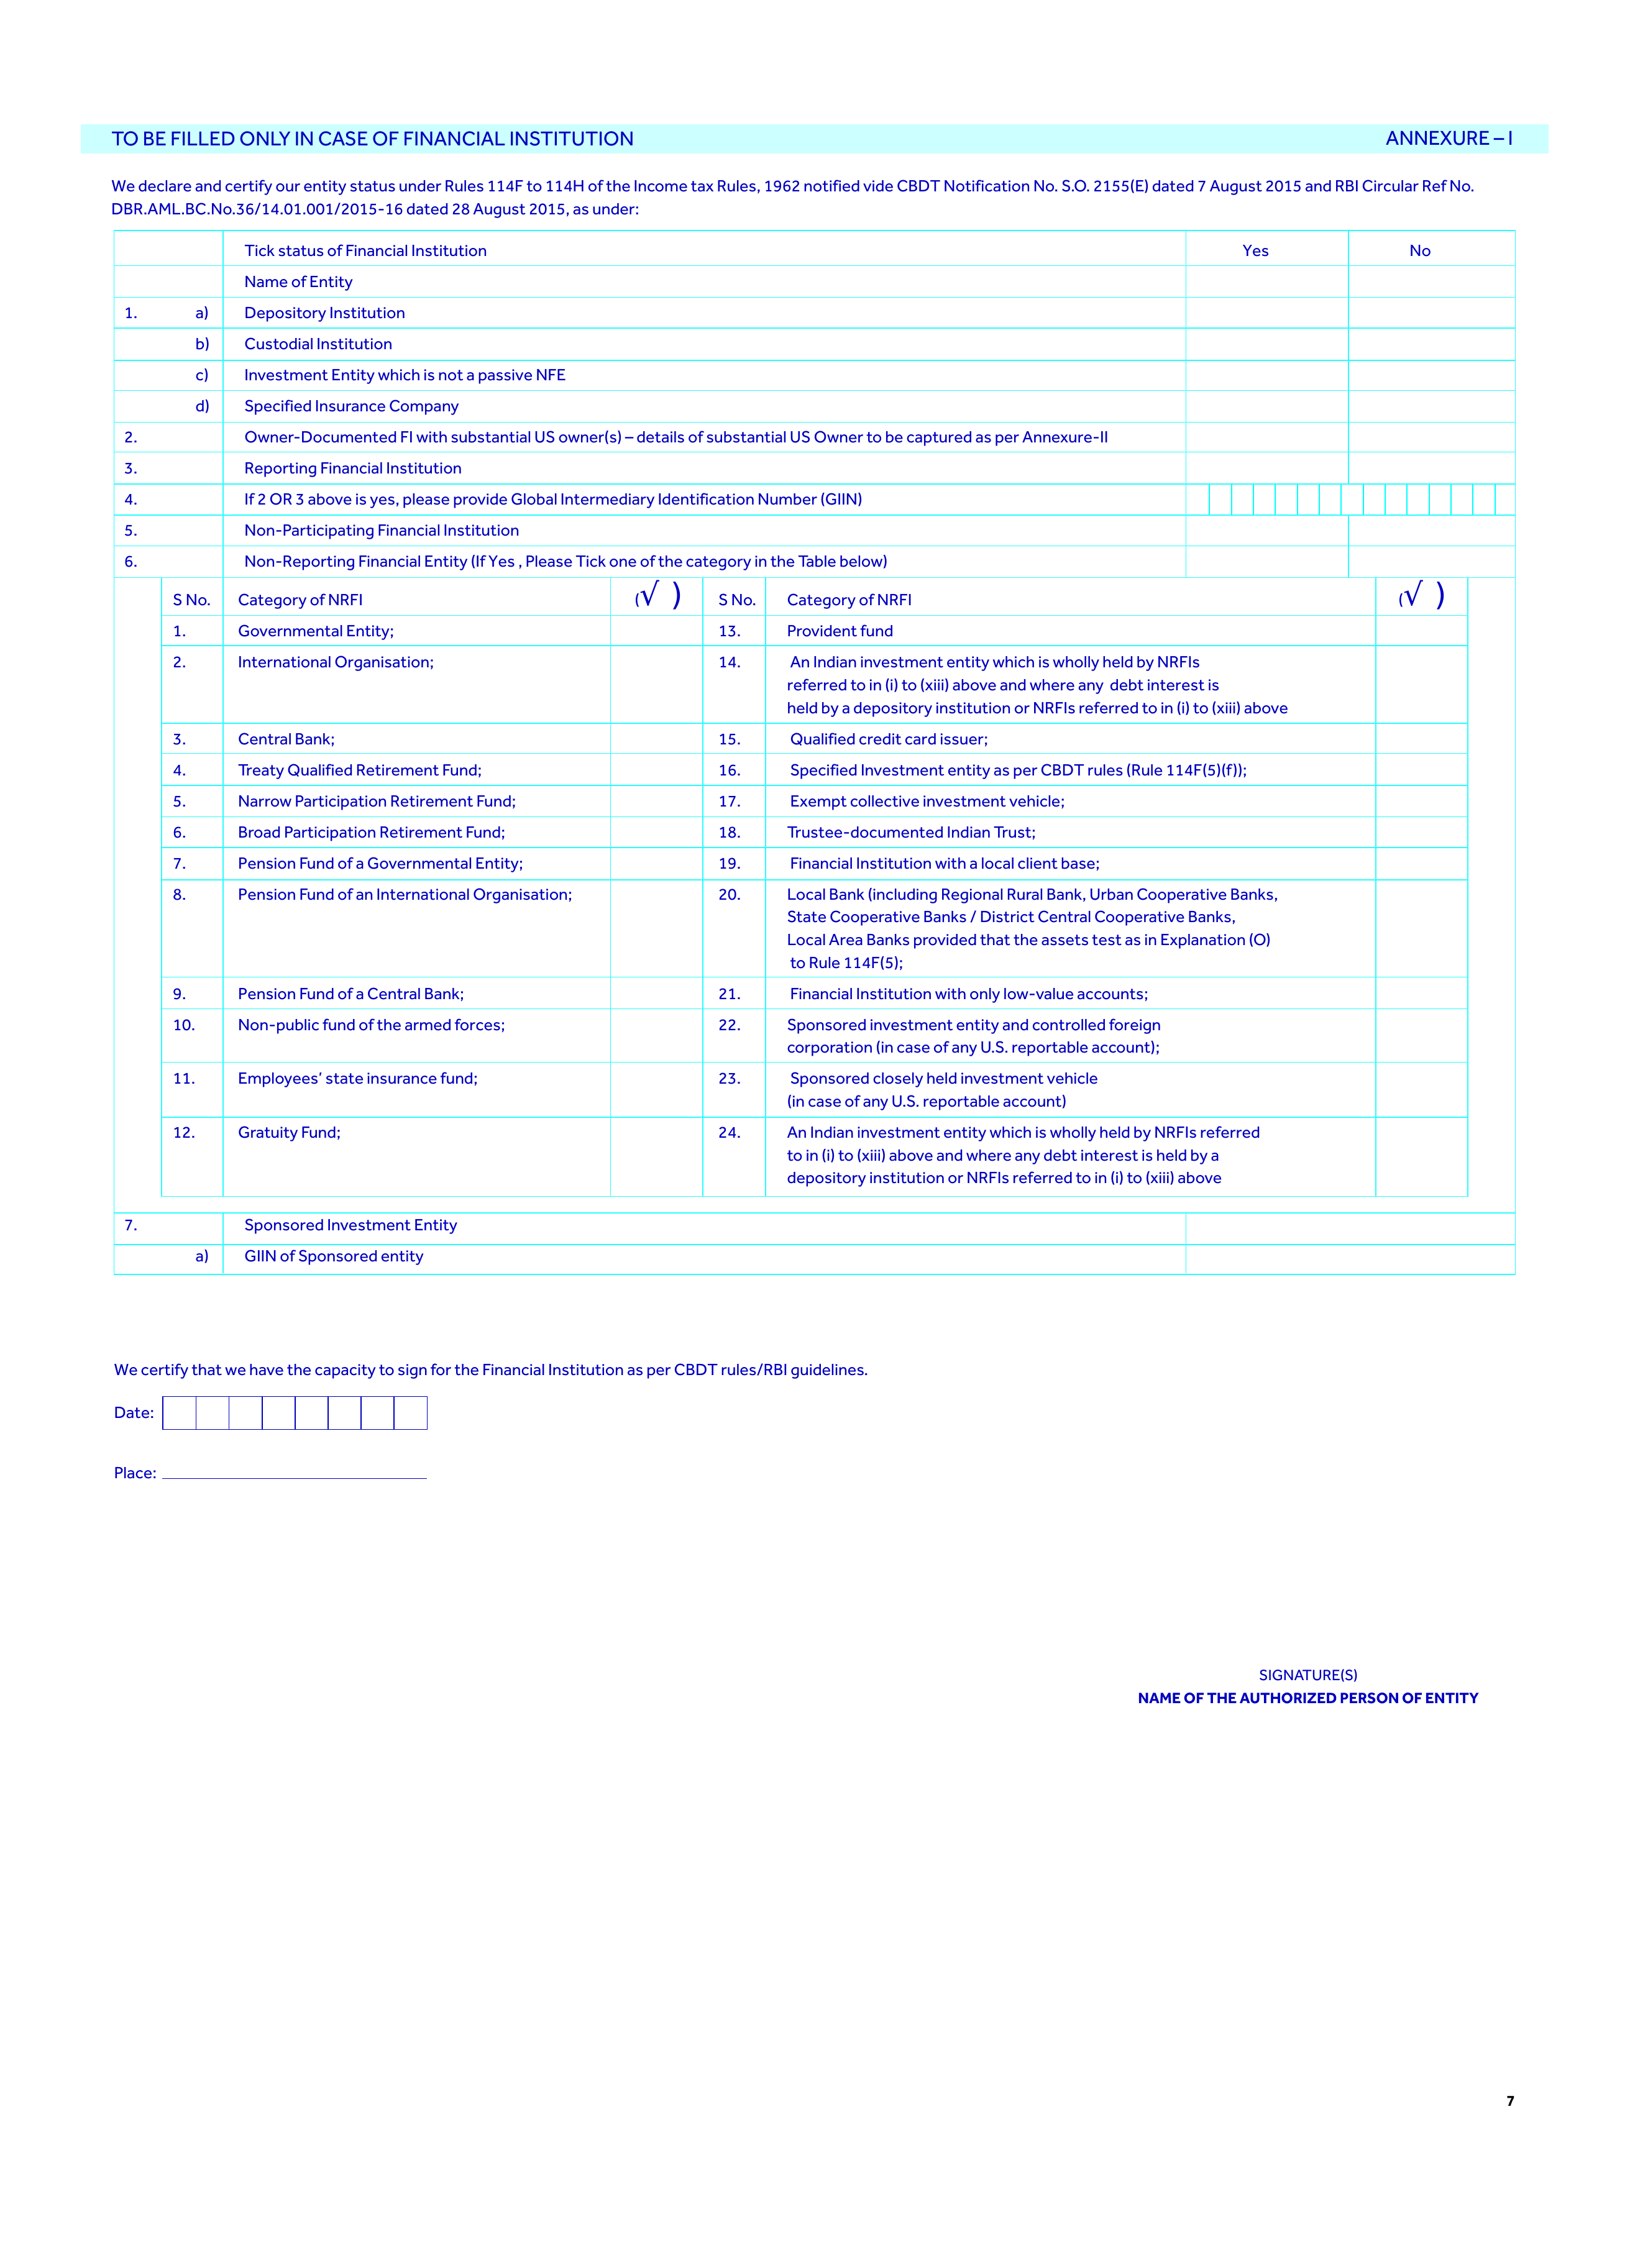 TO BE FILLED ONLY IN CASE OF FINANCIAL INSTITUTION ANNEXURE – I
We declare and certify our entity status under Rules 114F to 114H of the Income tax Rules, 1962 notified vide CBDT Notification No. S.O. 2155(E) dated 7 August 2015 and RBI Circular Ref No.
DBR.AML.BC.No.36/14.01.001/2015-16 dated 28 August 2015, as under:
Tick status of Financial Institution Yes No
Name of Entity
1. a) Depository Institution
b) Custodial Institution
c) Investment Entity which is not a passive NFE
d) Specified Insurance Company
2. Owner-Documented FI with substantial US owner(s) – details of substantial US Owner to be captured as per Annexure-II
3. Reporting Financial Institution
4. If 2 OR 3 above is yes, please provide Global Intermediary Identification Number (GIIN)
5. Non-Participating Financial Institution
6. Non-Reporting Financial Entity (If Yes , Please Tick one of the category in the Table below)
S No. Category of NRFI (√ ) S No. Category of NRFI (√ )
1. Governmental Entity; 13. Provident fund
2. International Organisation; 14. An Indian investment entity which is wholly held by NRFIs
referred to in (i) to (xiii) above and where any debt interest is
held by a depository institution or NRFIs referred to in (i) to (xiii) above
3. Central Bank; 15. Qualified credit card issuer;
4. Treaty Qualified Retirement Fund; 16. Specified Investment entity as per CBDT rules (Rule 114F(5)(f));
5. Narrow Participation Retirement Fund; 17. Exempt collective investment vehicle;
6. Broad Participation Retirement Fund; 18. Trustee-documented Indian Trust;
7. Pension Fund of a Governmental Entity; 19. Financial Institution with a local client base;
8. Pension Fund of an International Organisation; 20. Local Bank (including Regional Rural Bank, Urban Cooperative Banks,
State Cooperative Banks / District Central Cooperative Banks,
Local Area Banks provided that the assets test as in Explanation (O)
to Rule 114F(5);
9. Pension Fund of a Central Bank; 21. Financial Institution with only low-value accounts;
10. Non-public fund of the armed forces; 22. Sponsored investment entity and controlled foreign
corporation (in case of any U.S. reportable account);
11. Employees’ state insurance fund; 23. Sponsored closely held investment vehicle
(in case of any U.S. reportable account)
12. Gratuity Fund; 24. An Indian investment entity which is wholly held by NRFIs referred
to in (i) to (xiii) above and where any debt interest is held by a
depository institution or NRFIs referred to in (i) to (xiii) above
7. Sponsored Investment Entity
a) GIIN of Sponsored entity
We certify that we have the capacity to sign for the Financial Institution as per CBDT rules/RBI guidelines.
Date:
Place:
SIGNATURE(S)
NAME OF THE AUTHORIZED PERSON OF ENTITY
7